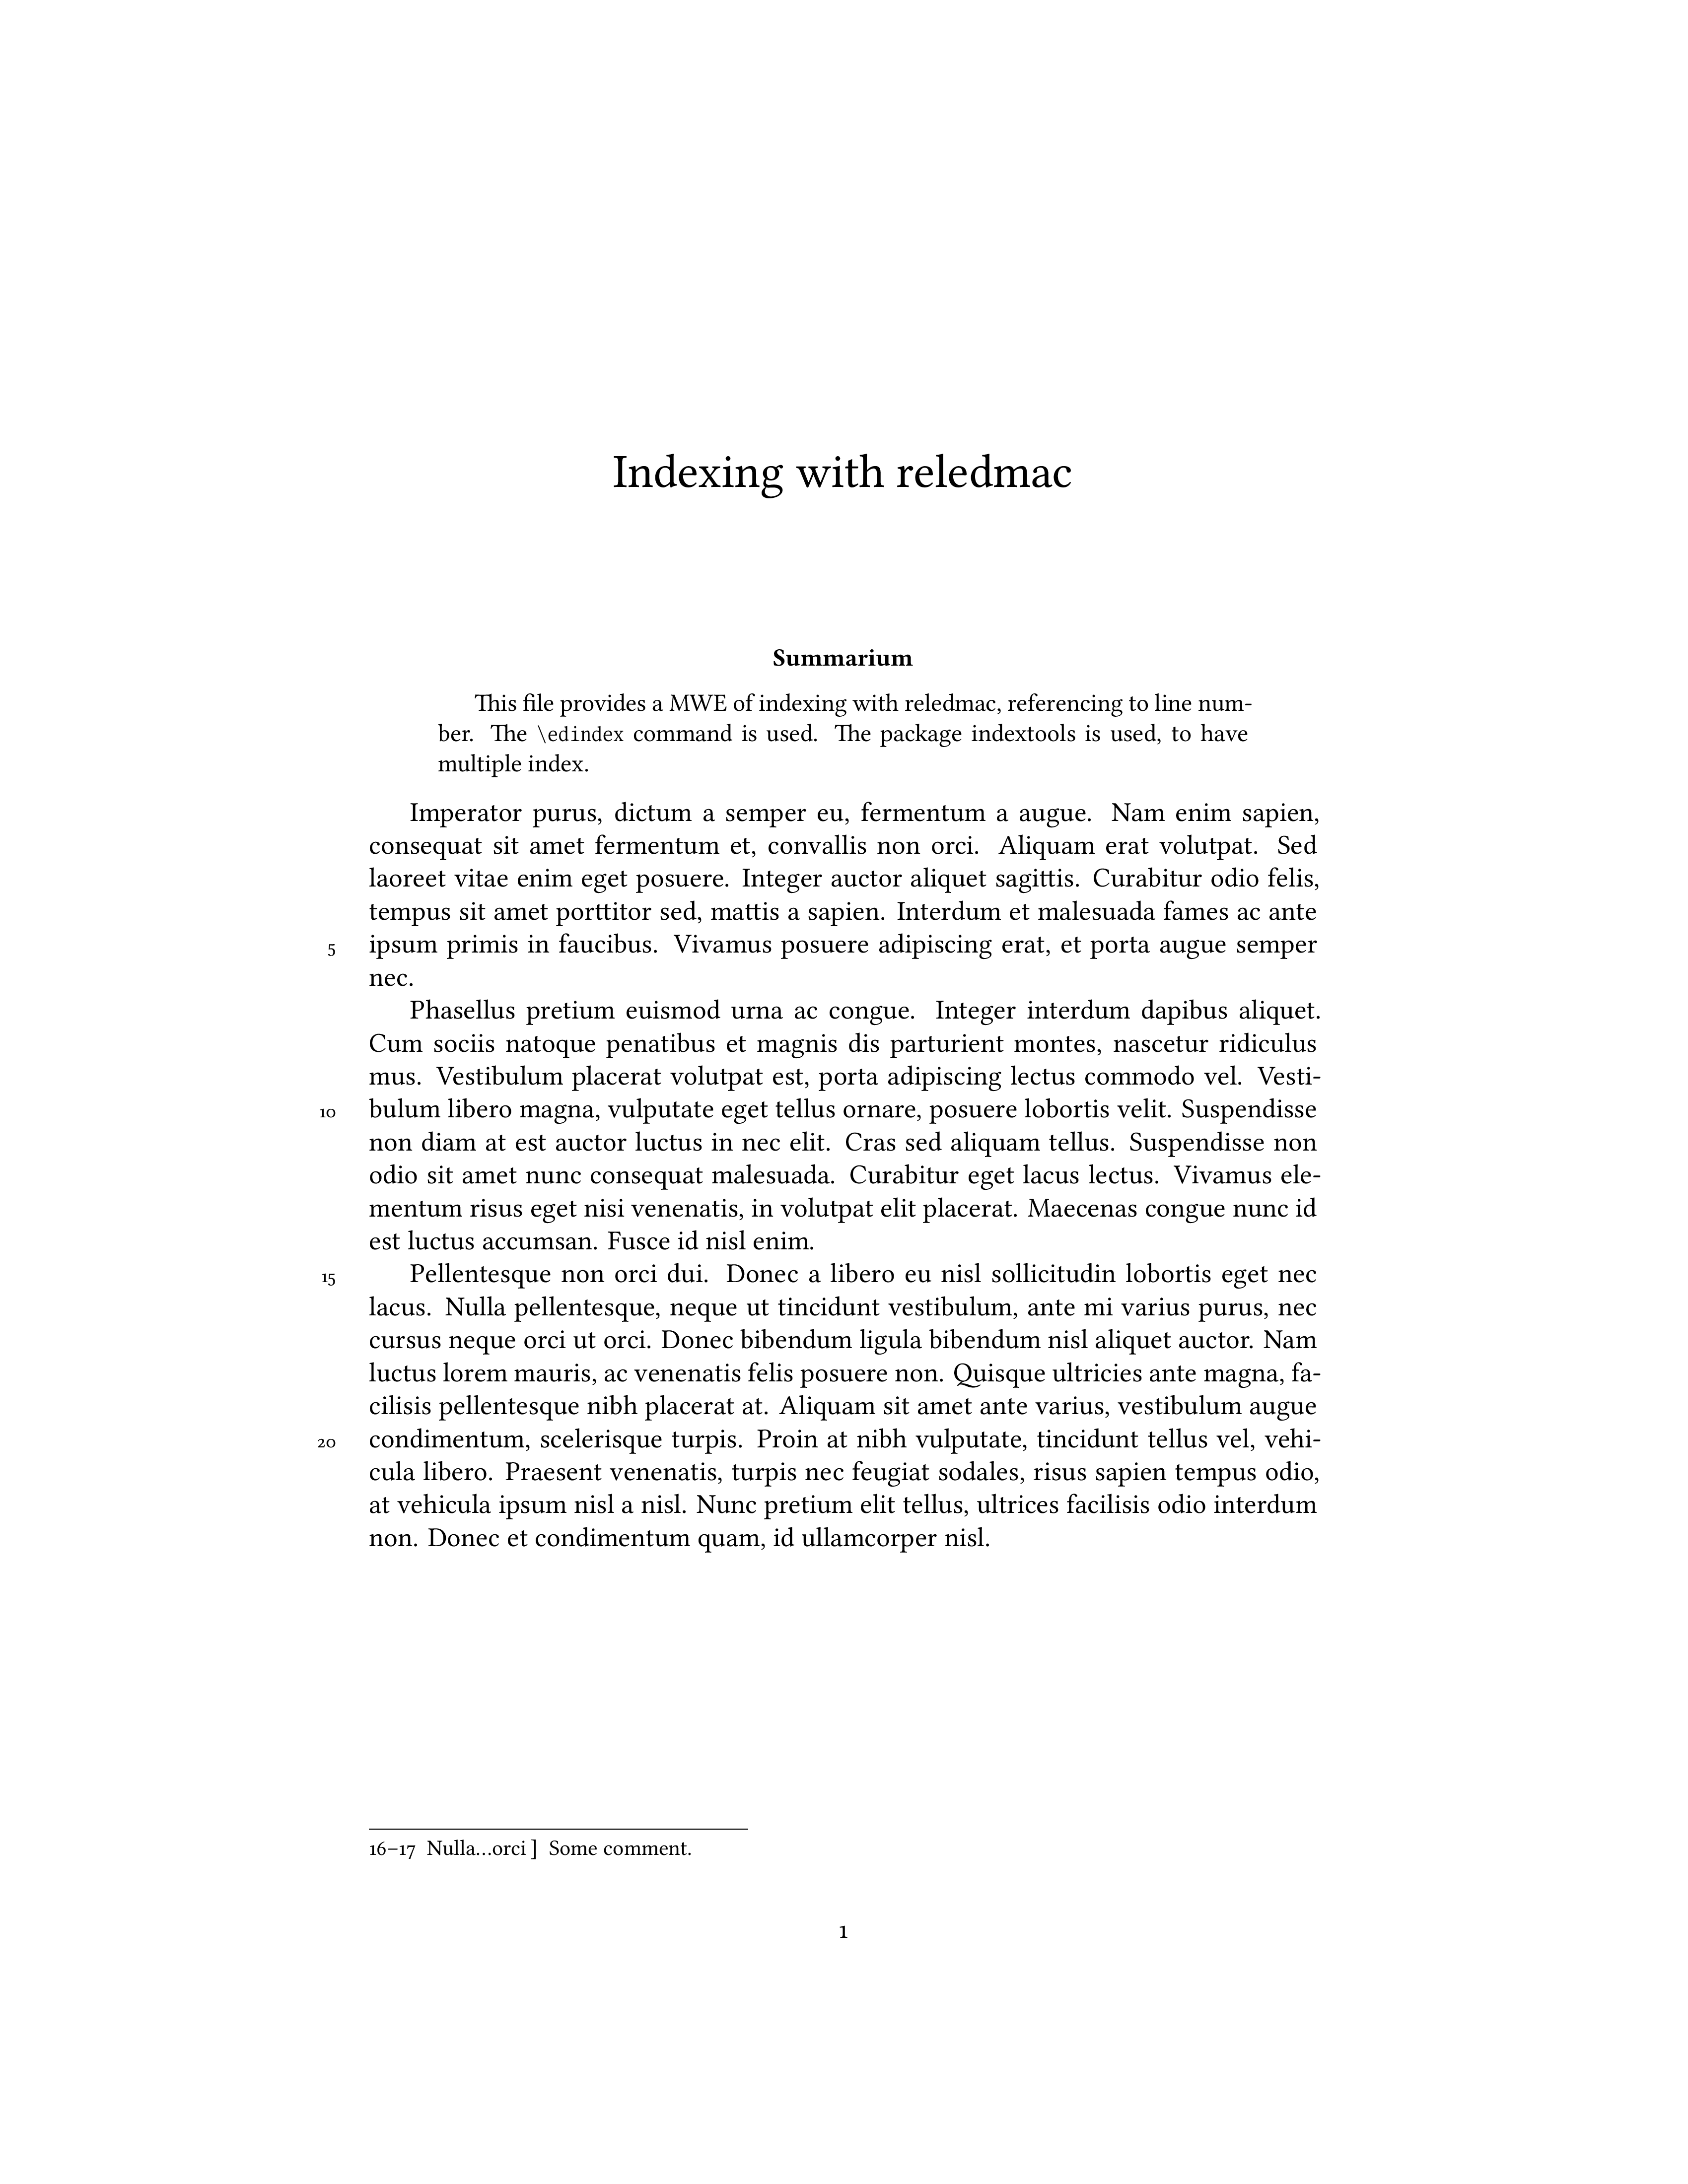 Indexing with reledmac
Summarium
This file provides a MWE of indexing with reledmac, referencing to line num-
ber. The \edindex command is used. The package indextools is used, to have
multiple index.
Imperator purus, dictum a semper eu, fermentum a augue. Nam enim sapien,
consequat sit amet fermentum et, convallis non orci. Aliquam erat volutpat. Sed
laoreet vitae enim eget posuere. Integer auctor aliquet sagittis. Curabitur odio felis,
tempus sit amet porttitor sed, mattis a sapien. Interdum et malesuada fames ac ante
5 ipsum primis in faucibus. Vivamus posuere adipiscing erat, et porta augue semper
nec.
Phasellus pretium euismod urna ac congue. Integer interdum dapibus aliquet.
Cum sociis natoque penatibus et magnis dis parturient montes, nascetur ridiculus
mus. Vestibulum placerat volutpat est, porta adipiscing lectus commodo vel. Vesti-
10 bulum libero magna, vulputate eget tellus ornare, posuere lobortis velit. Suspendisse
non diam at est auctor luctus in nec elit. Cras sed aliquam tellus. Suspendisse non
odio sit amet nunc consequat malesuada. Curabitur eget lacus lectus. Vivamus ele-
mentum risus eget nisi venenatis, in volutpat elit placerat. Maecenas congue nunc id
est luctus accumsan. Fusce id nisl enim.
15 Pellentesque non orci dui. Donec a libero eu nisl sollicitudin lobortis eget nec
lacus. Nulla pellentesque, neque ut tincidunt vestibulum, ante mi varius purus, nec
cursus neque orci ut orci. Donec bibendum ligula bibendum nisl aliquet auctor. Nam
luctus lorem mauris, ac venenatis felis posuere non. Quisque ultricies ante magna, fa-
cilisis pellentesque nibh placerat at. Aliquam sit amet ante varius, vestibulum augue
20 condimentum, scelerisque turpis. Proin at nibh vulputate, tincidunt tellus vel, vehi-
cula libero. Praesent venenatis, turpis nec feugiat sodales, risus sapien tempus odio,
at vehicula ipsum nisl a nisl. Nunc pretium elit tellus, ultrices facilisis odio interdum
non. Donec et condimentum quam, id ullamcorper nisl.
16–17 Nulla…orci ] Some comment.
1